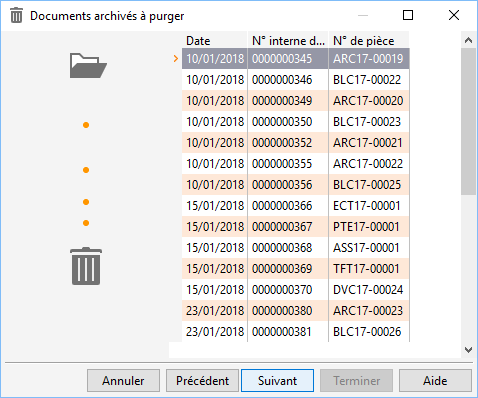 Documents archivés à purger
Date N° interne d... N° de pièce
10/01/2018 0000000345 ARC17-00019
10/01/2018 0000000346 BLC17-00022
10/01/2018 0000000349 ARC17-00020
10/01/2018 0000000350 BLC17-00023
10/01/2018 0000000352 ARC17-00021
10/01/2018 0000000355 ARC17-00022
10/01/2018 0000000356 BLC17-00025
15/01/2018 0000000366 ECT17-00001
15/01/2018 0000000367 PTE17-00001
15/01/2018 0000000368 ASS17-00001
15/01/2018 0000000369 TFT17-00001
15/01/2018 0000000370 DVC17-00024
23/01/2018 0000000380 ARC17-00023
23/01/2018 0000000381 BLC17-00026
Annuler Précédent Suivant Terminer Aide